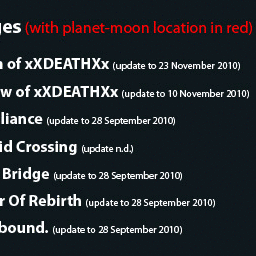 ges (with planet-moon location in red)
n of xXDEATHXx (update to 23 November 2010)
w of xXDEATHXx (update to 10 November 2010)
lliance (update to 28 September 2010)
id Crossing (update n.d.)
Bridge (update to 28 September 2010)
r Of Rebirth (update to 28 September 2010)
bound. (update to 28 September 2010)